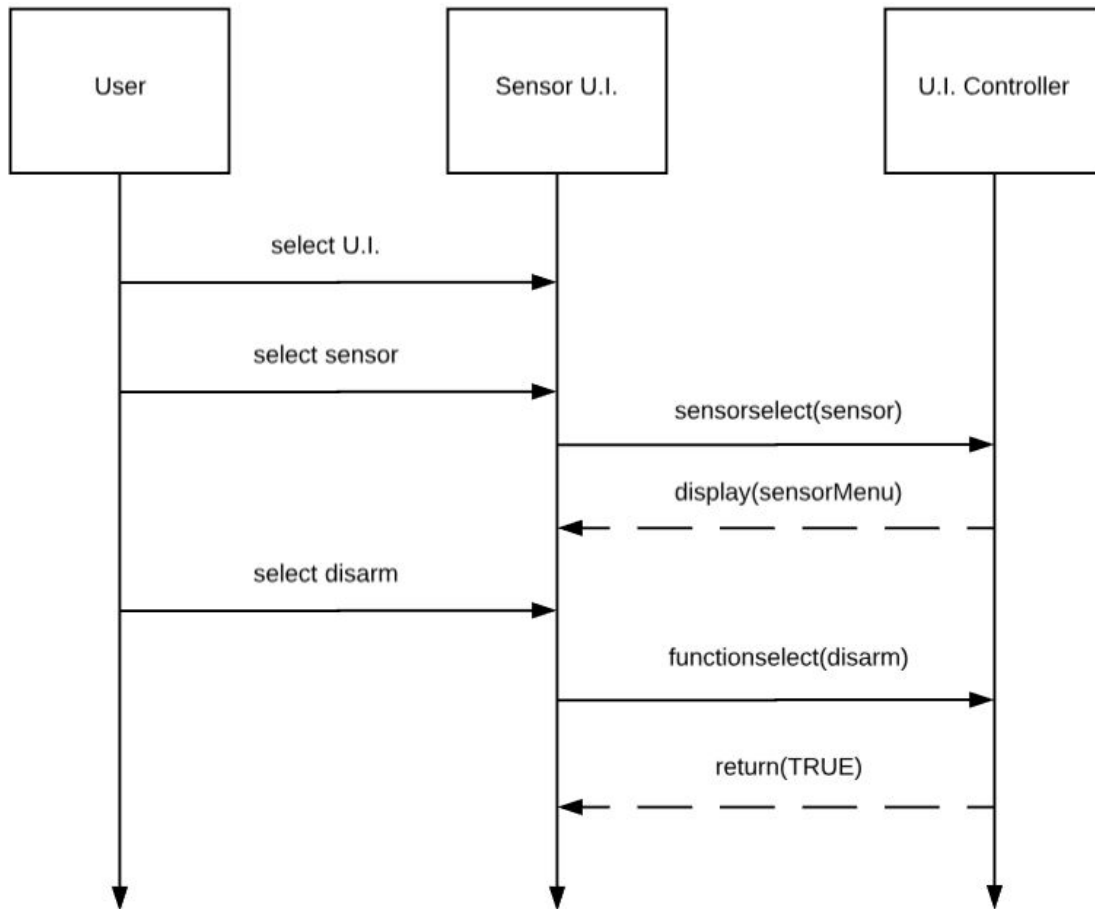 User
Sensor U.I.
U.I. Controller
select U.I.
select sensor
sensorselect(sensor)
display(sensorMenu)
select disarm
functionselect(disarm)
return(TRUE)